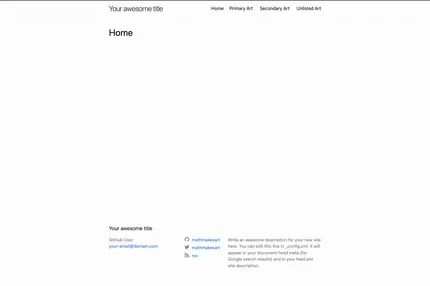 Your awesome title
Home Primary Art Secondary Art Unlisted Art
Home
Your awesome title
GitHub User
your-email@domain.com
mathmakesart
mathmakesart
rss
Write an awesome description for your new site
here. You can edit this line in _config.yml. It will
appear in your document head meta (for
Google search results) and in your feed.xml
site description.